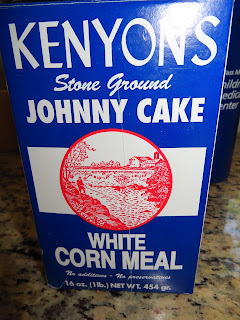 KENYONS
Stone Ground
JOHNNY CAKE
WHITE
CORN MEAL
No additives - No preservatives
16 oz. (1 lb.) NET WT. 454 gr.